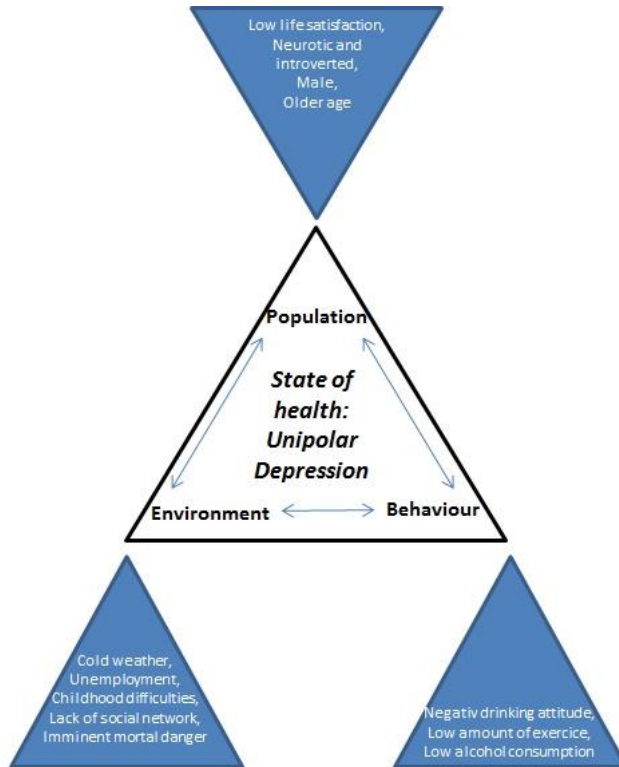 Low life satisfaction,
Neurotic and
introverted,
Male,
Older age
Population
State of
health:
Unipolar
Depression
Environment
Behaviour
Cold weather,
Unemployment,
Childhood difficulties,
Lack of social network,
Imminent mortal danger
Negativ drinking attitude,
Low amount of exercice,
Low alcohol consumption